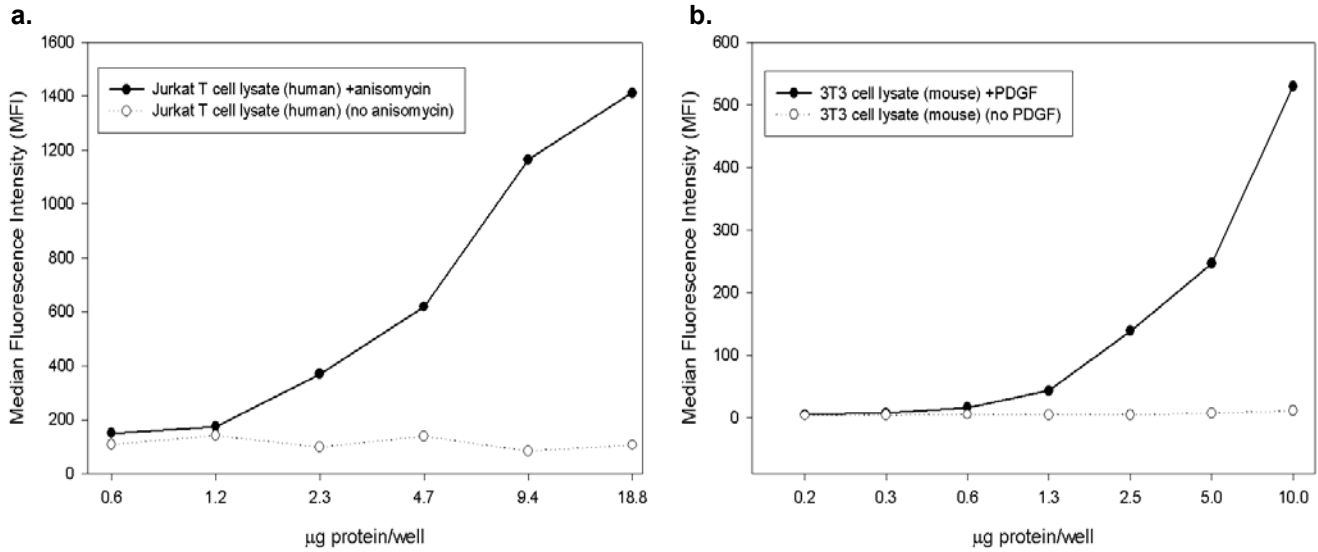 a.
Median Fluorescence Intensity (MFI)
1600
1400
1200
1000
800
600
400
200
0
Jurkat T cell lysate (human) +anisomycin
Jurkat T cell lysate (human) (no anisomycin)
0.6 1.2 2.3 4.7 9.4 18.8
µg protein/well
b.
Median Fluorescence Intensity (MFI)
600
500
400
300
200
100
0
3T3 cell lysate (mouse) +PDGF
3T3 cell lysate (mouse) (no PDGF)
0.2 0.3 0.6 1.3 2.5 5.0 10.0
µg protein/well